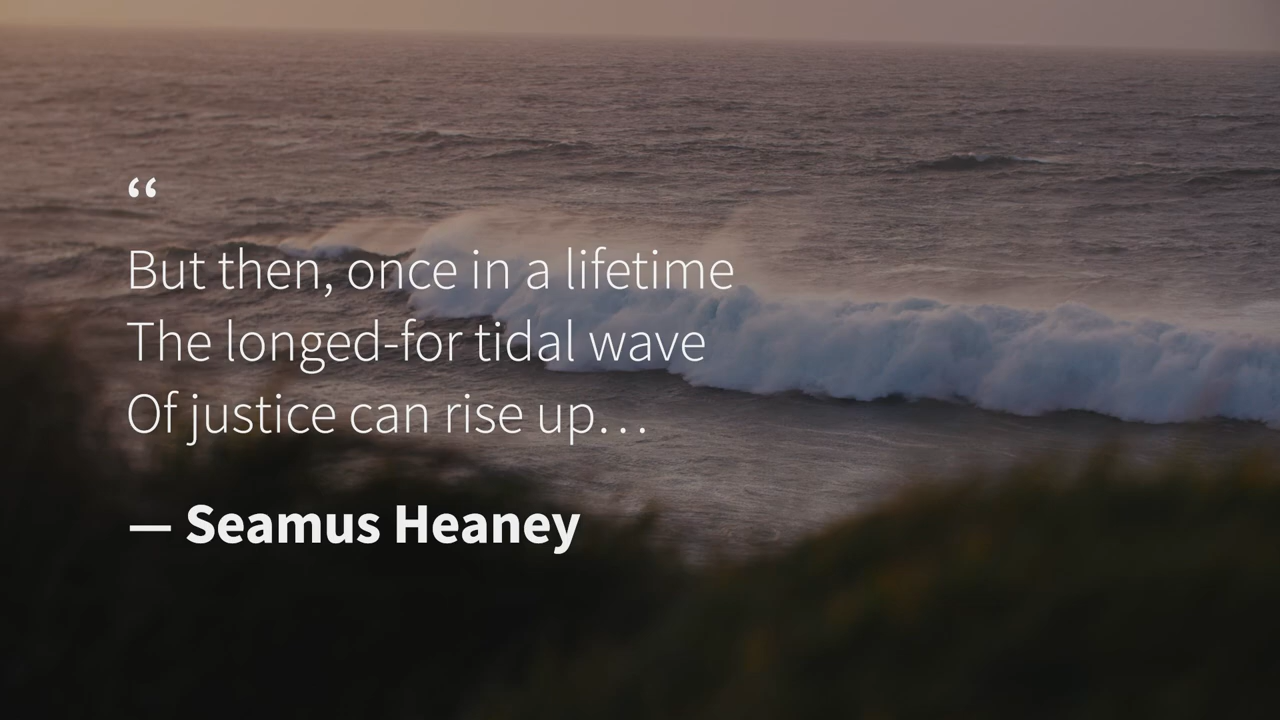 “
But then, once in a lifetime
The longed-for tidal wave
Of justice can rise up…
— Seamus Heaney